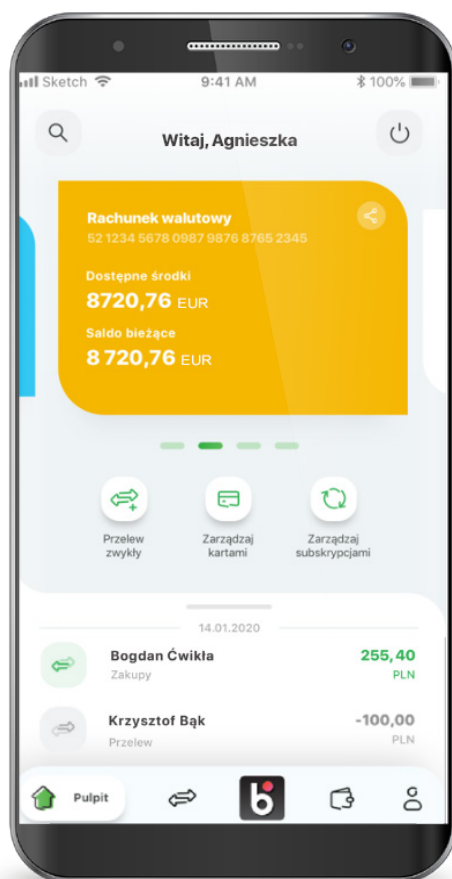 Sketch 9:41 AM 100%
Witaj, Agnieszka
Rachunek walutowy
52 1234 5678 0987 9876 8765 2345
Dostępne środki
8720,76 EUR
Saldo bieżące
8 720,76 EUR
Przelew zwykły
Zarządzaj kartami
Zarządzaj subskrypcjami
14.01.2020
Bogdan Ćwikła 255,40
Zakupy PLN
Krzysztof Bąk -100,00
Przelew PLN
Pulpit